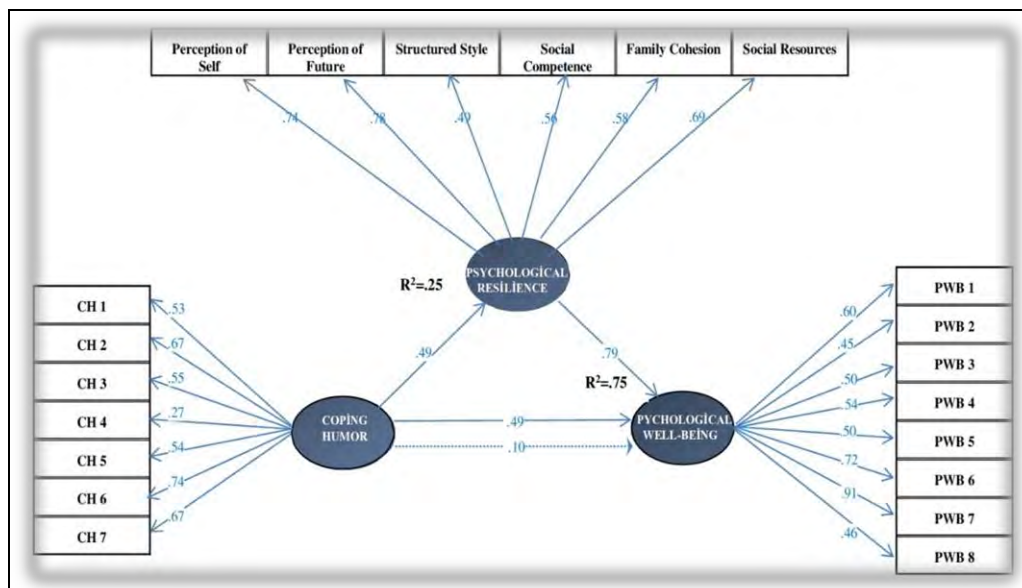 Perception of
Self
Perception of
Future
Structured Style
Social
Competence
Family Cohesion
Social Resources
.74
.78
.49
.56
.58
.69
PSYCHOLOGİCAL
RESİLİENCE
R²=.25
CH 1
CH 2
CH 3
CH 4
CH 5
CH 6
CH 7
.53
.67
.55
.27
.54
.74
.67
.49
.79
R²=.75
COPİNG
HUMOR
.49
.10
PYCHOLOGİCAL
WELL-BEİNG
.60
.45
.50
.54
.50
.72
.91
.46
PWB 1
PWB 2
PWB 3
PWB 4
PWB 5
PWB 6
PWB 7
PWB 8